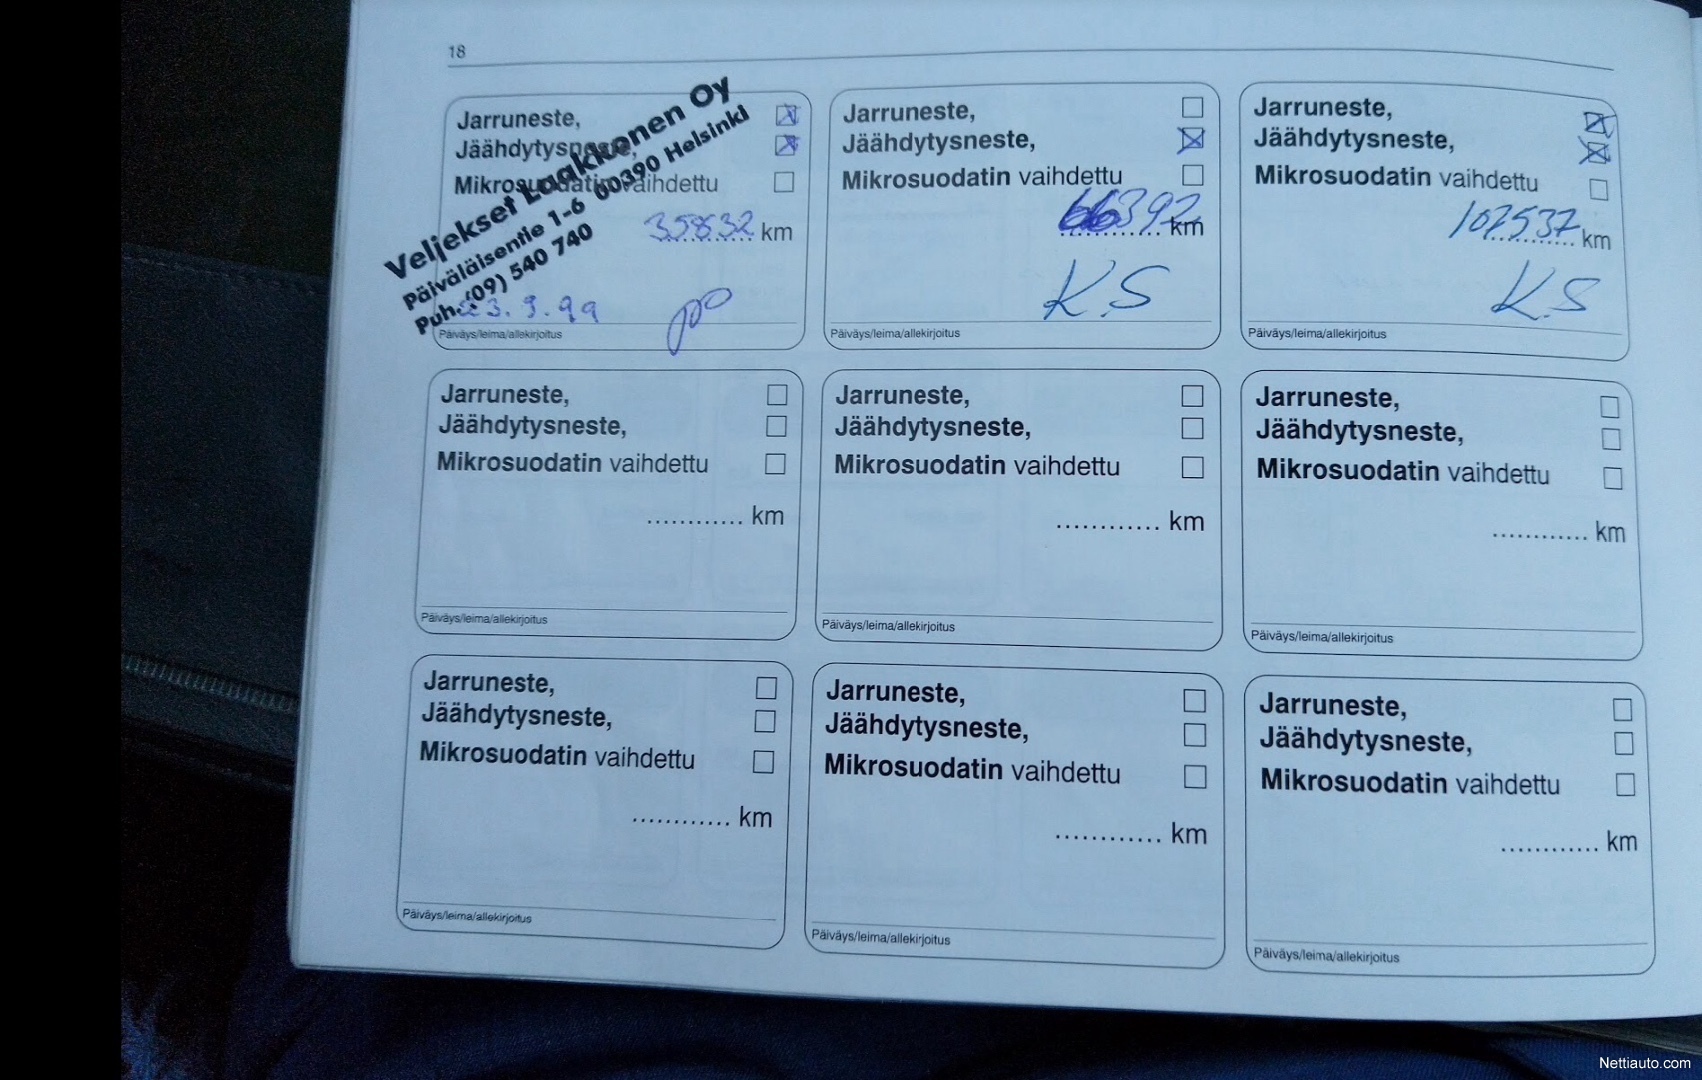 18
Jarruneste,
Jäähdytysneste,
Mikrosuodatin vaihdettu
35832 km
Veljekset Laakkonen Oy
Päiväläisentie 1-6 00390 Helsinki
Puh. (09) 540 740
23.9.99
Päiväys/leima/allekirjoitus
Jarruneste,
Jäähdytysneste,
Mikrosuodatin vaihdettu
66392 km
KS
Päiväys/leima/allekirjoitus
Jarruneste,
Jäähdytysneste,
Mikrosuodatin vaihdettu
107537 km
K.S
Päiväys/leima/allekirjoitus
Jarruneste,
Jäähdytysneste,
Mikrosuodatin vaihdettu
............ km
Päiväys/leima/allekirjoitus
Jarruneste,
Jäähdytysneste,
Mikrosuodatin vaihdettu
............ km
Päiväys/leima/allekirjoitus
Jarruneste,
Jäähdytysneste,
Mikrosuodatin vaihdettu
............ km
Päiväys/leima/allekirjoitus
Jarruneste,
Jäähdytysneste,
Mikrosuodatin vaihdettu
............ km
Päiväys/leima/allekirjoitus
Jarruneste,
Jäähdytysneste,
Mikrosuodatin vaihdettu
............ km
Päiväys/leima/allekirjoitus
Jarruneste,
Jäähdytysneste,
Mikrosuodatin vaihdettu
............ km
Päiväys/leima/allekirjoitus
Nettiauto.com